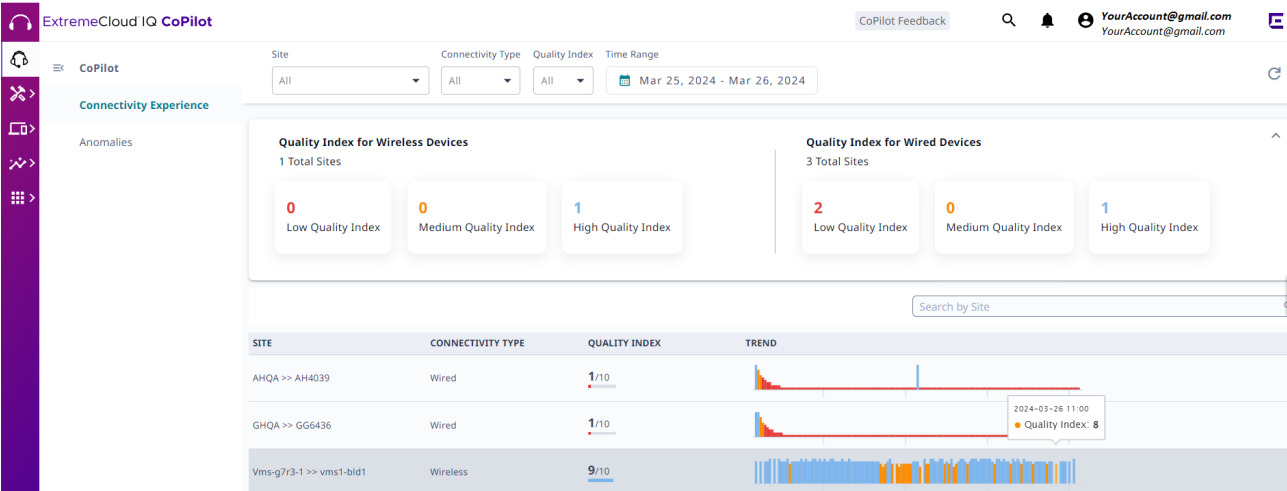 ExtremeCloud IQ CoPilot
CoPilot Feedback
YourAccount@gmail.com
YourAccount@gmail.com
CoPilot
Connectivity Experience
Anomalies
Site
Connectivity Type
Quality Index
Time Range
All
All
All
Mar 25, 2024 - Mar 26, 2024
Quality Index for Wireless Devices
1 Total Sites
0
Low Quality Index
0
Medium Quality Index
1
High Quality Index
Quality Index for Wired Devices
3 Total Sites
2
Low Quality Index
0
Medium Quality Index
1
High Quality Index
Search by Site
SITE CONNECTIVITY TYPE QUALITY INDEX TREND
AHQA >> AH4039 Wired 1/10
GHQA >> GG6436 Wired 1/10
2024-03-26 11:00
Quality Index: 8
Vms-g7r3-1 >> vms1-bld1 Wireless 9/10